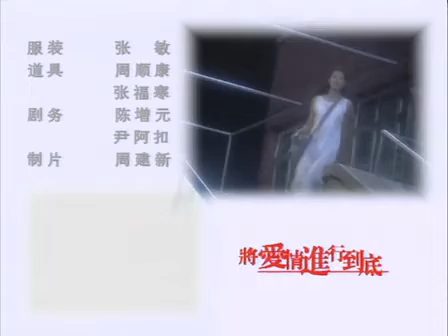 服装 张 敏
道具 周顺康
张福寒
剧务 陈增元
尹阿扣
制片 周建新
將愛情進行到底